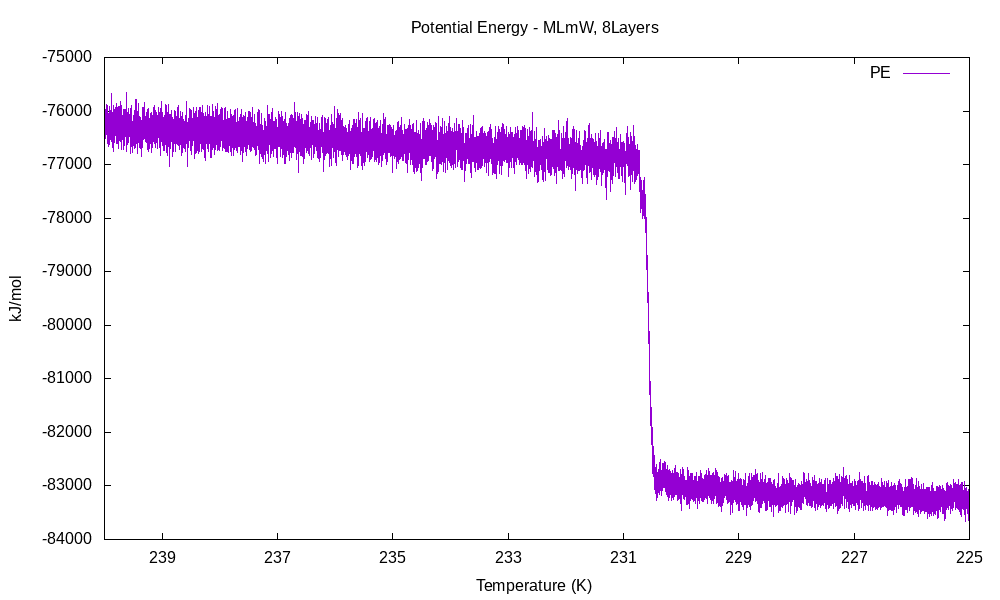 Potential Energy - MLmW, 8Layers
-75000
PE
-76000
-77000
-78000
-79000
kJ/mol
-80000
-81000
-82000
-83000
-84000
239 237 235 233 231 229 227 225
Temperature (K)